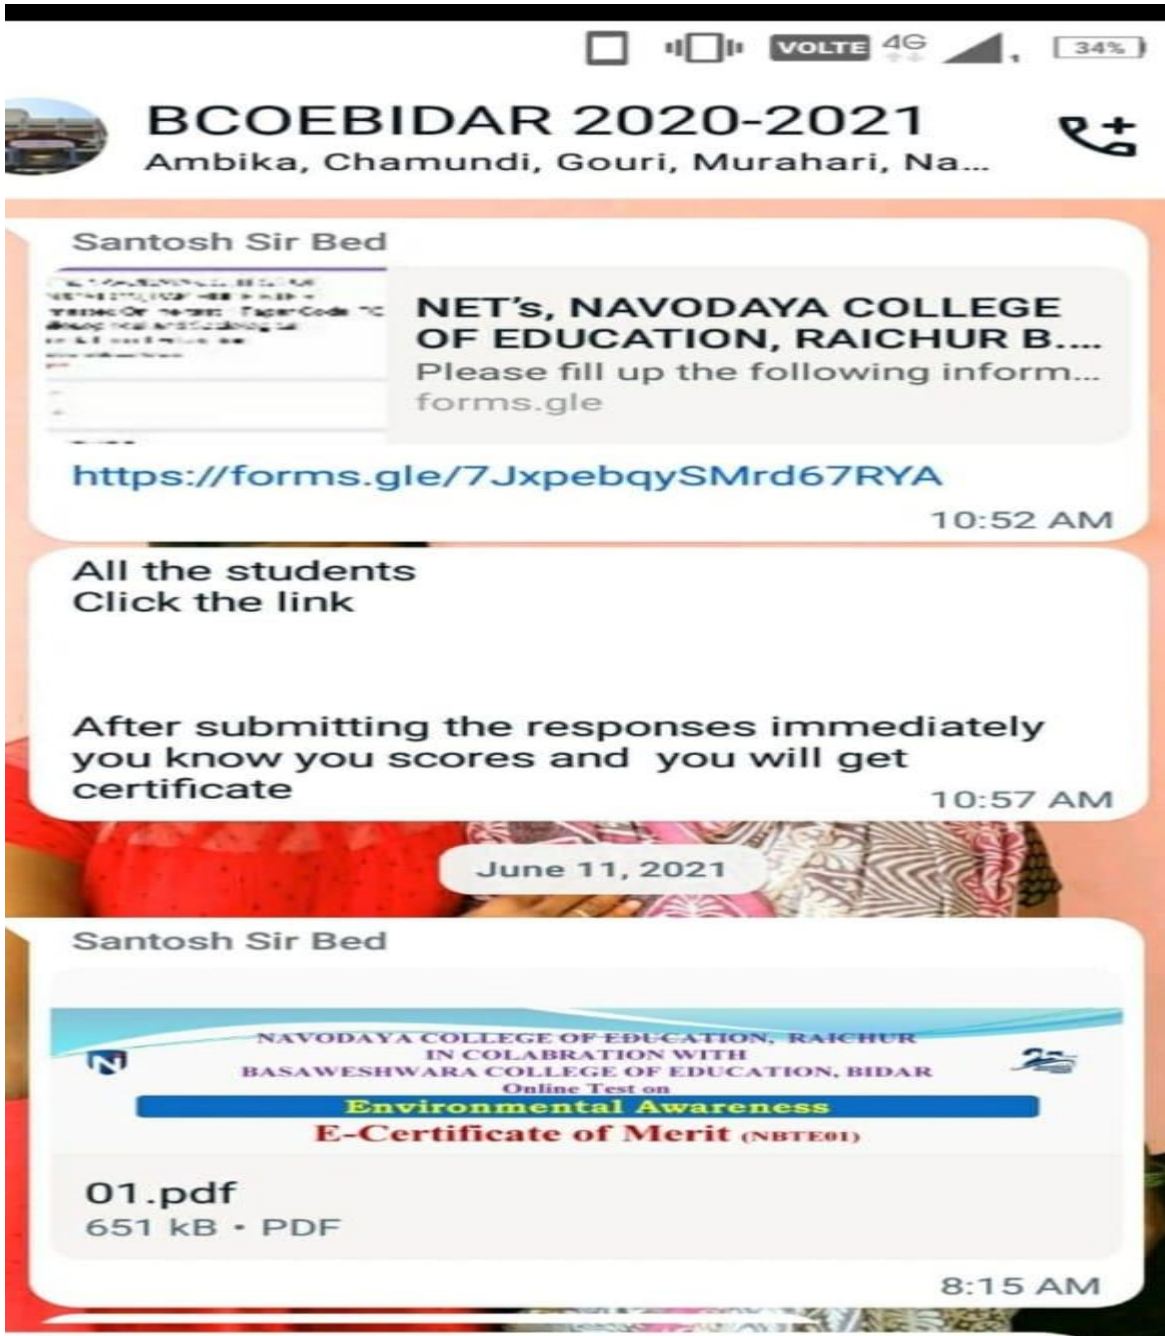 VOLTE 4G 34%
BCOEBIDAR 2020-2021
Ambika, Chamundi, Gouri, Murahari, Na...
Santosh Sir Bed
NET's, NAVODAYA COLLEGE
OF EDUCATION, RAICHUR B....
Please fill up the following inform...
forms.gle
https://forms.gle/7JxpebqySMrd67RYA
10:52 AM
All the students
Click the link
After submitting the responses immediately
you know you scores and you will get
certificate
10:57 AM
June 11, 2021
Santosh Sir Bed
NAVODAYA COLLEGE OF EDUCATION, RAICHUR
IN COLABRATION WITH
BASAWESHWARA COLLEGE OF EDUCATION, BIDAR
Online Test on
Environmental Awareness
E-Certificate of Merit (NBTE01)
01.pdf
651 kB • PDF
8:15 AM